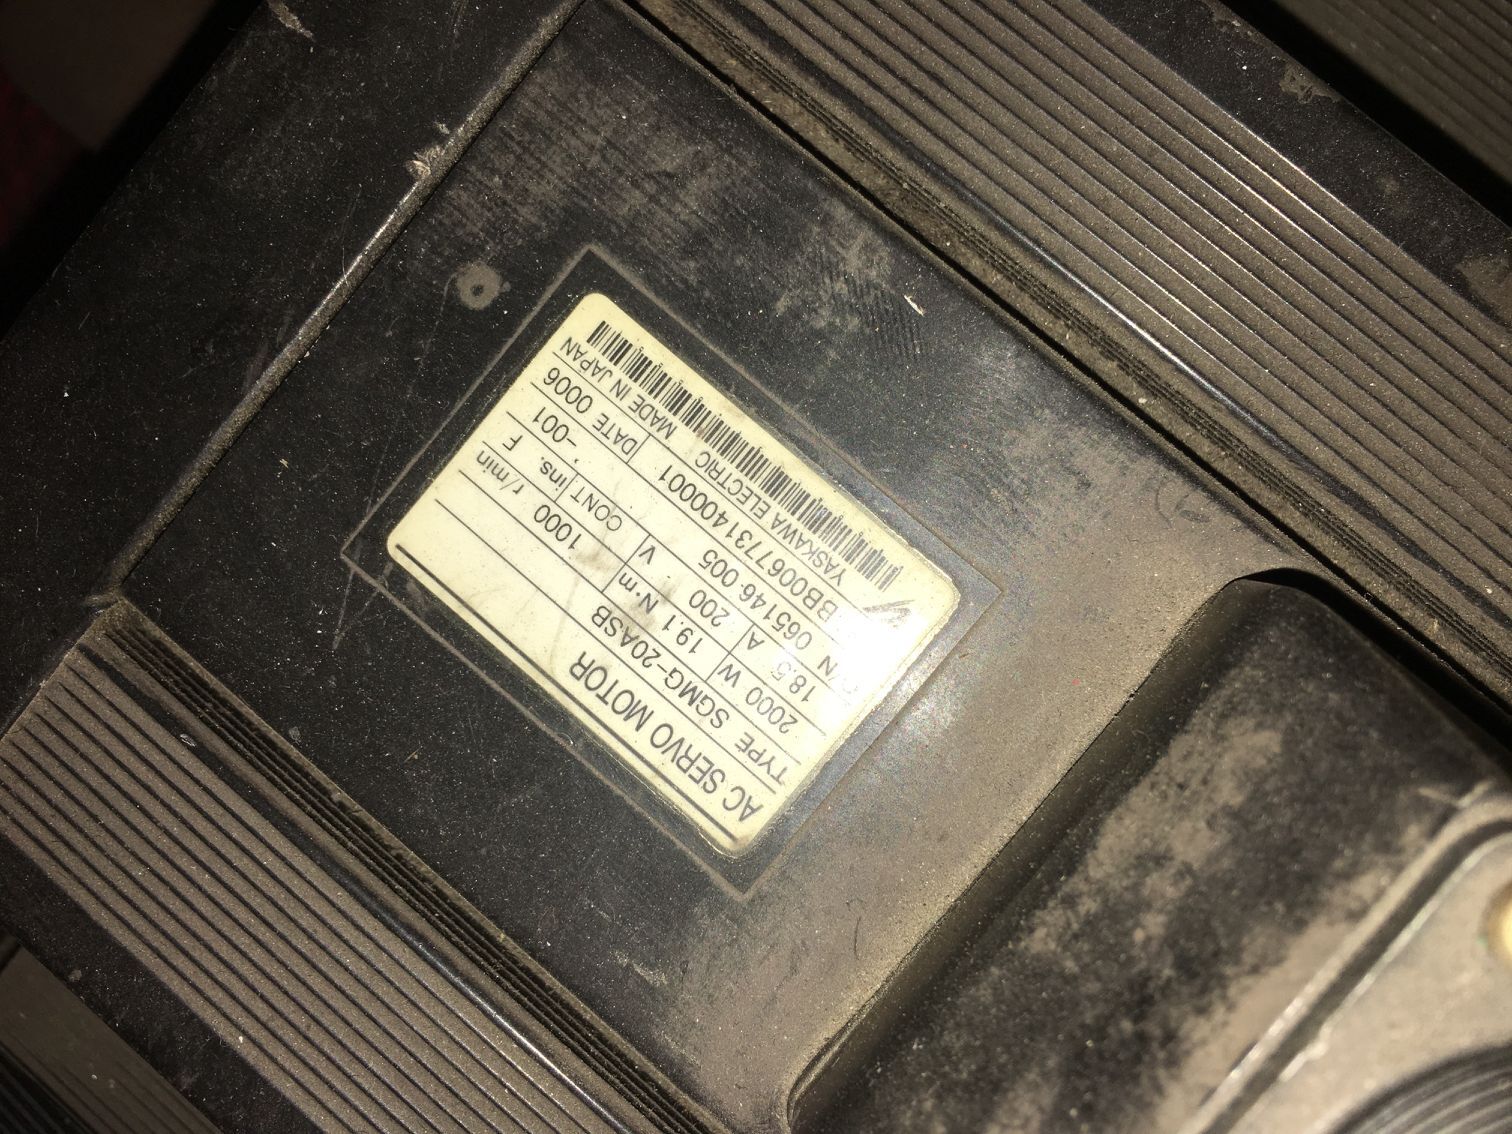 AC SERVO MOTOR
TYPE SGMG-20ASB
2000 W 19.1 N·m 1000 r/min
18.5 A 200 V CONT. Ins. F
065146-005 -001
BB0067731400001 DATE 0006
YASKAWA ELECTRIC MADE IN JAPAN